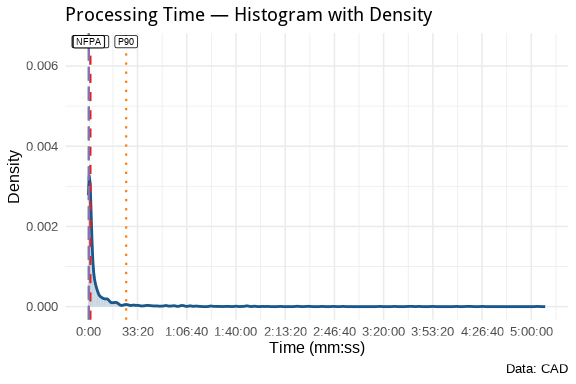 Processing Time — Histogram with Density
NFPA P90
0.006
0.004
0.002
0.000
Density
0:00 33:20 1:06:40 1:40:00 2:13:20 2:46:40 3:20:00 3:53:20 4:26:40 5:00:00
Time (mm:ss)
Data: CAD